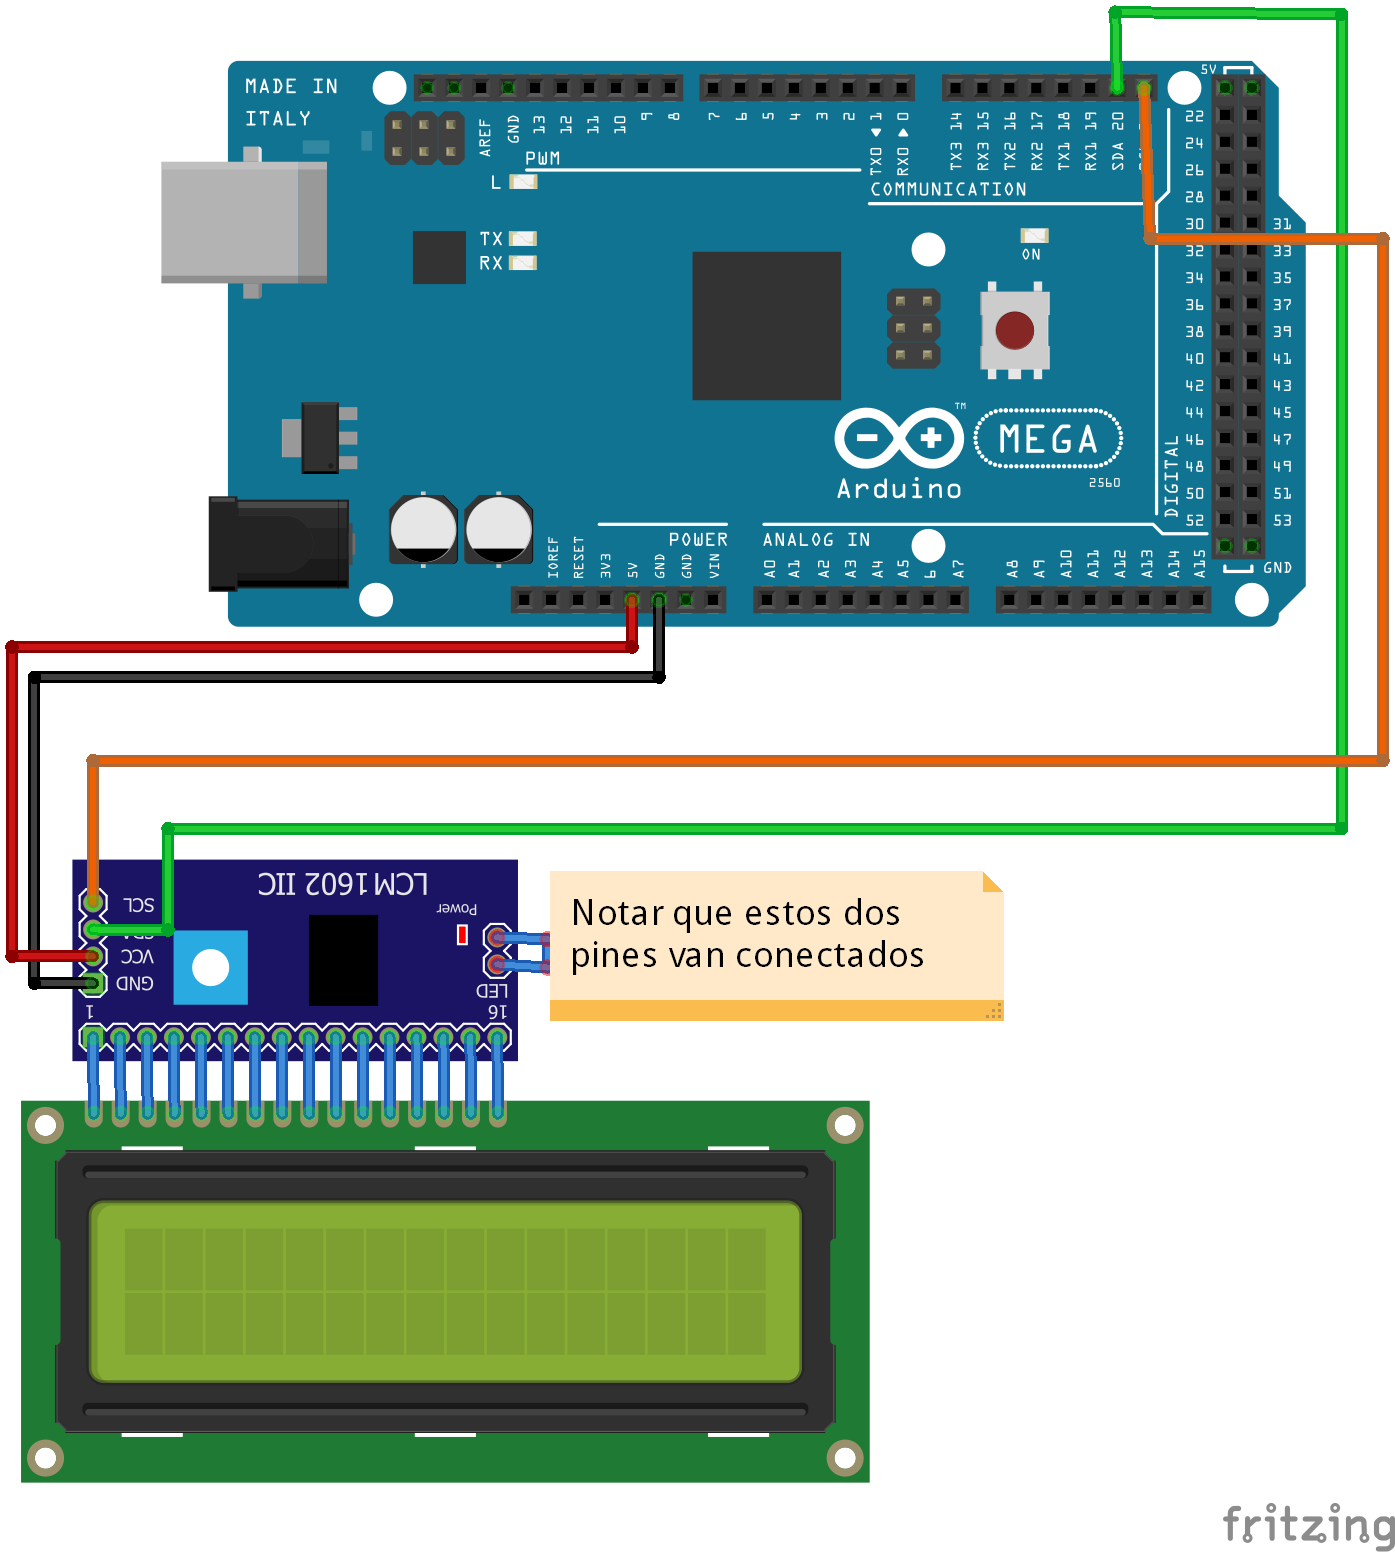 MADE IN
ITALY
AREF
GND
13
12
11
10
9
8
7
6
5
4
3
2
TX0 1
RX0 0
TX3 14
RX3 15
TX2 16
RX2 17
TX1 18
RX1 19
SDA 20
5V
PWM
L
COMMUNICATION
TX
RX
ON
22
24
26
28
30 31
32 33
34 35
36 37
38 39
40 41
42 43
44 45
46 47
48 49
50 51
52 53
GND
DIGITAL
TM
MEGA
2560
Arduino
POWER
ANALOG IN
IOREF
RESET
3V3
5V
GND
GND
VIN
A0
A1
A2
A3
A4
A5
6
A7
A8
A9
A10
A11
A12
A13
A14
A15
LCM1602 IIC
SCL
SDA
VCC
GND
Power
LED
1
16
Notar que estos dos
pines van conectados
fritzing